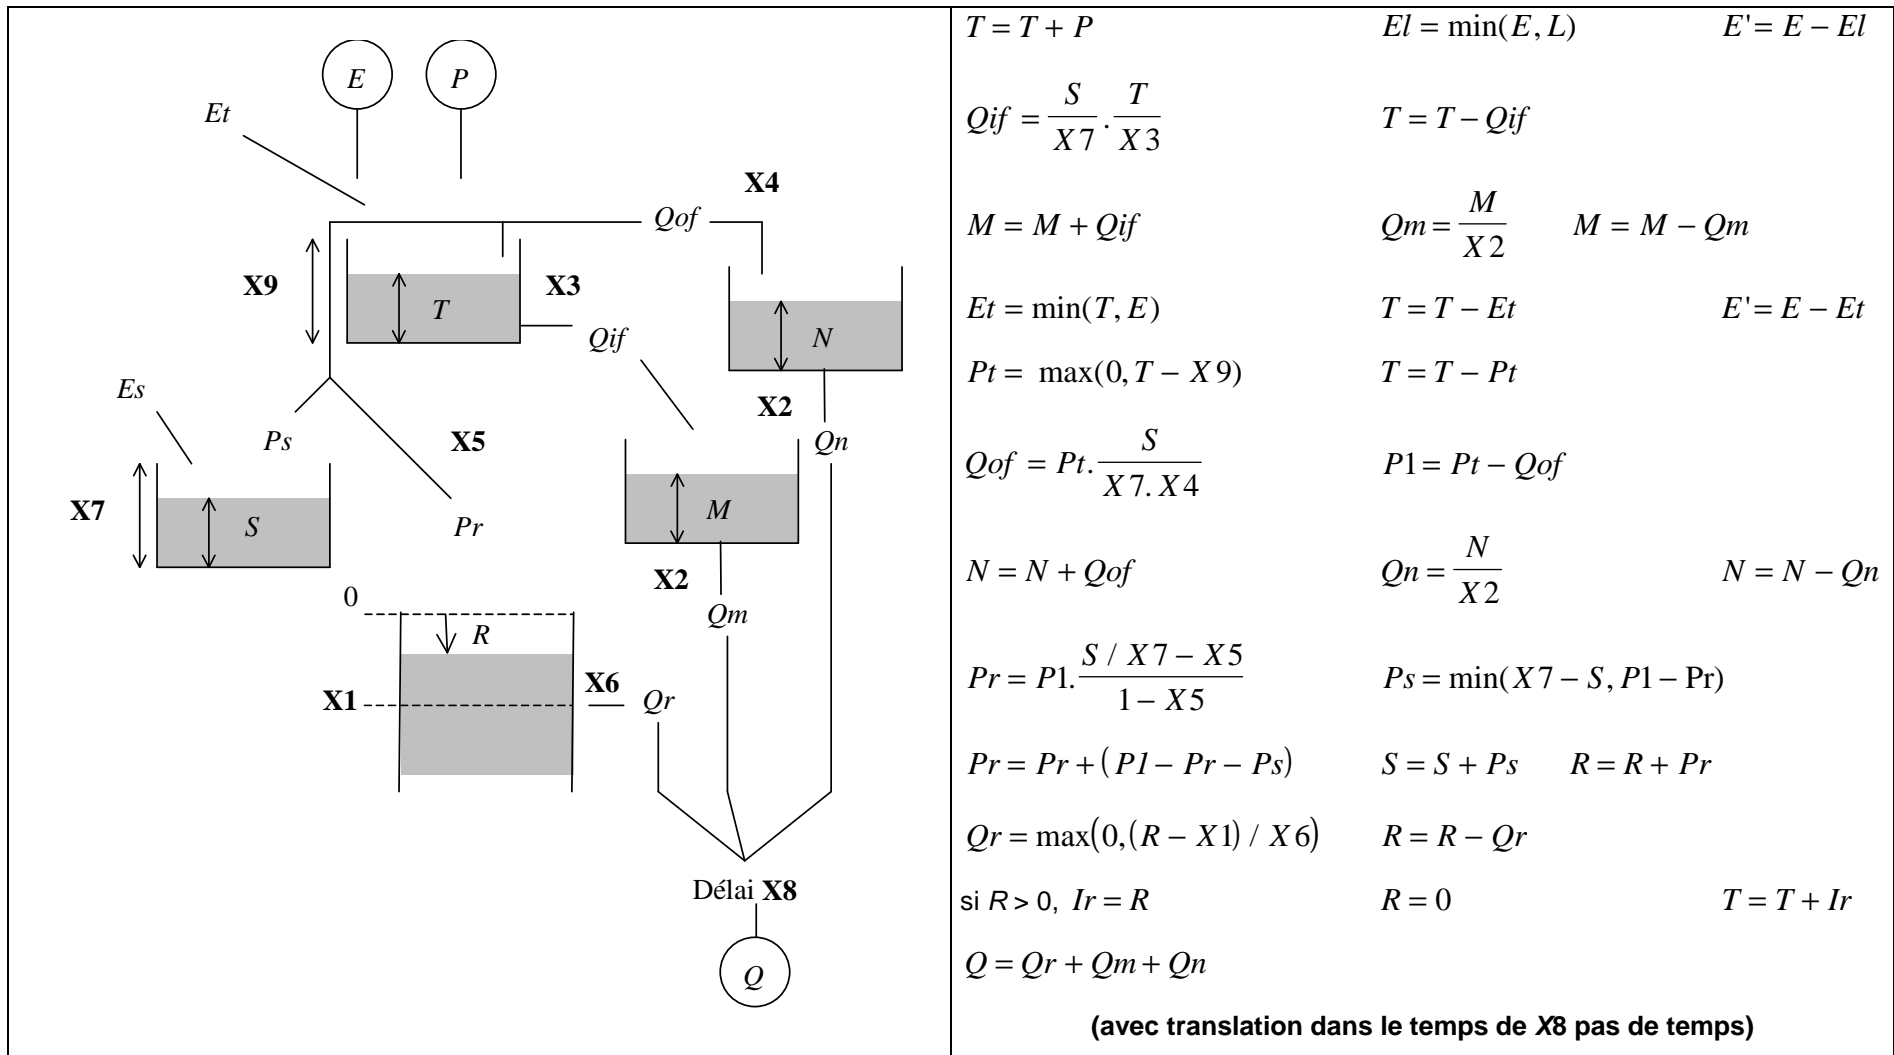 E P
Et
X4
Qof
X9 T X3
N
Qif
Es
X2
Ps X5 Qn
X7 S Pr M
X2
0
Qm
R
X6
X1 Qr
Délai X8
Q
T = T + P El = min(E, L) E' = E − El
Qif = S/X7 . T/X3 T = T − Qif
M = M + Qif Qm = M/X2 M = M − Qm
Et = min(T, E) T = T − Et E' = E − Et
Pt = max(0, T − X9) T = T − Pt
Qof = Pt. S/X7.X4 P1 = Pt − Qof
N = N + Qof Qn = N/X2 N = N − Qn
Pr = P1. S / X7 − X5/1 − X5 Ps = min(X7 − S, P1 − Pr)
Pr = Pr + (P1 − Pr − Ps) S = S + Ps R = R + Pr
Qr = max(0, (R − X1) / X6) R = R − Qr
si R > 0, Ir = R R = 0 T = T + Ir
Q = Qr + Qm + Qn
(avec translation dans le temps de X8 pas de temps)